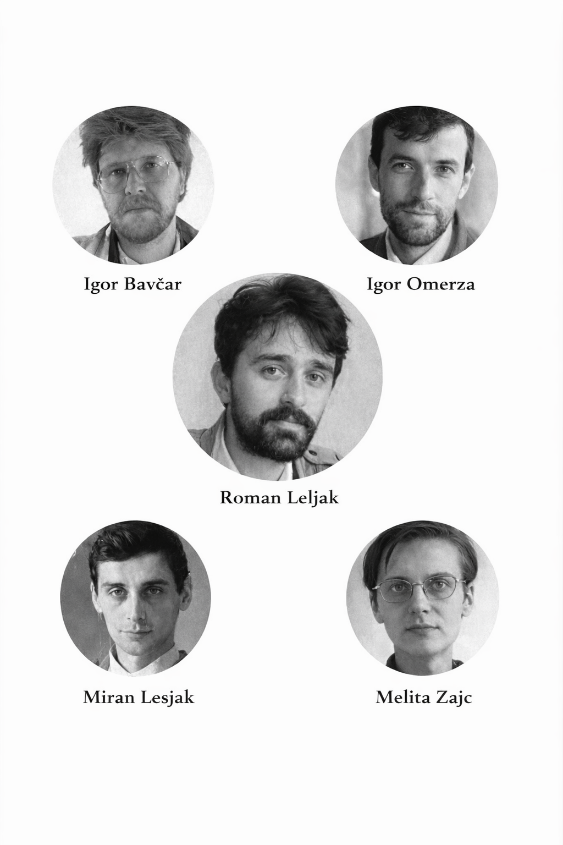 Igor Bavčar
Igor Omerza
Roman Leljak
Miran Lesjak
Melita Zajc